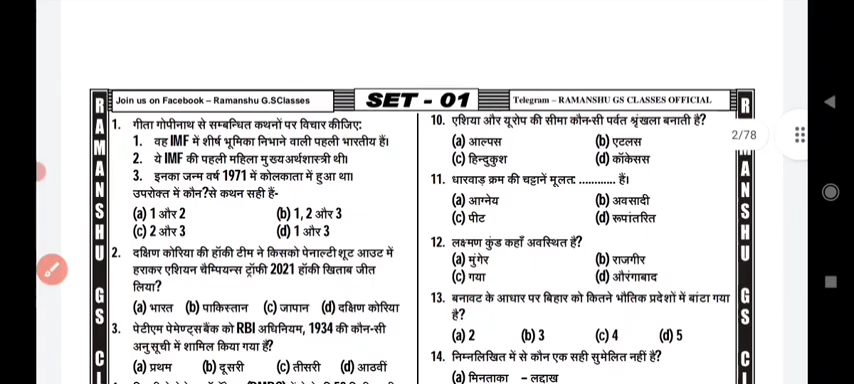 Join us on Facebook – Ramanshu G.SClasses
SET - 01
Telegram – RAMANSHU GS CLASSES OFFICIAL
2/78
RAMANSHU GS CL
1. गीता गोपीनाथ से सम्बन्धित कथनों पर विचार कीजिए:
1. वह IMF में शीर्ष भूमिका निभाने वाली पहली भारतीय हैं।
2. ये IMF की पहली महिला मुख्यअर्थशास्त्री थी।
3. इनका जन्म वर्ष 1971 में कोलकाता में हुआ था।
उपरोक्त में कौन?से कथन सही हैं-
(a) 1 और 2 (b) 1, 2 और 3
(c) 2 और 3 (d) 1 और 3
2. दक्षिण कोरिया की हॉकी टीम ने किसको पेनाल्टी शूट आउट में
हराकर एशियन चैम्पियन्स ट्रॉफी 2021 हॉकी खिताब जीत
लिया?
(a) भारत (b) पाकिस्तान (c) जापान (d) दक्षिण कोरिया
3. पेटीएम पेमेण्ट्स बैंक को RBI अधिनियम, 1934 की कौन-सी
अनुसूची में शामिल किया गया है?
(a) प्रथम (b) दूसरी (c) तीसरी (d) आठवीं
10. एशिया और यूरोप की सीमा कौन-सी पर्वत श्रृंखला बनाती है?
(a) आल्पस (b) एटलस
(c) हिन्दुकुश (d) कॉकेसस
11. धारवाड़ क्रम की चट्टानें मूलत: ............ हैं।
(a) आग्नेय (b) अवसादी
(c) पीट (d) रूपांतरित
12. लक्ष्मण कुंड कहाँ अवस्थित है?
(a) मुंगेर (b) राजगीर
(c) गया (d) औरंगाबाद
13. बनावट के आधार पर बिहार को कितने भौतिक प्रदेशों में बांटा गया
है?
(a) 2 (b) 3 (c) 4 (d) 5
14. निम्नलिखित में से कौन एक सही सुमेलित नहीं है?
(a) मिनताका – लद्दाख
R
ANSHU GS CL